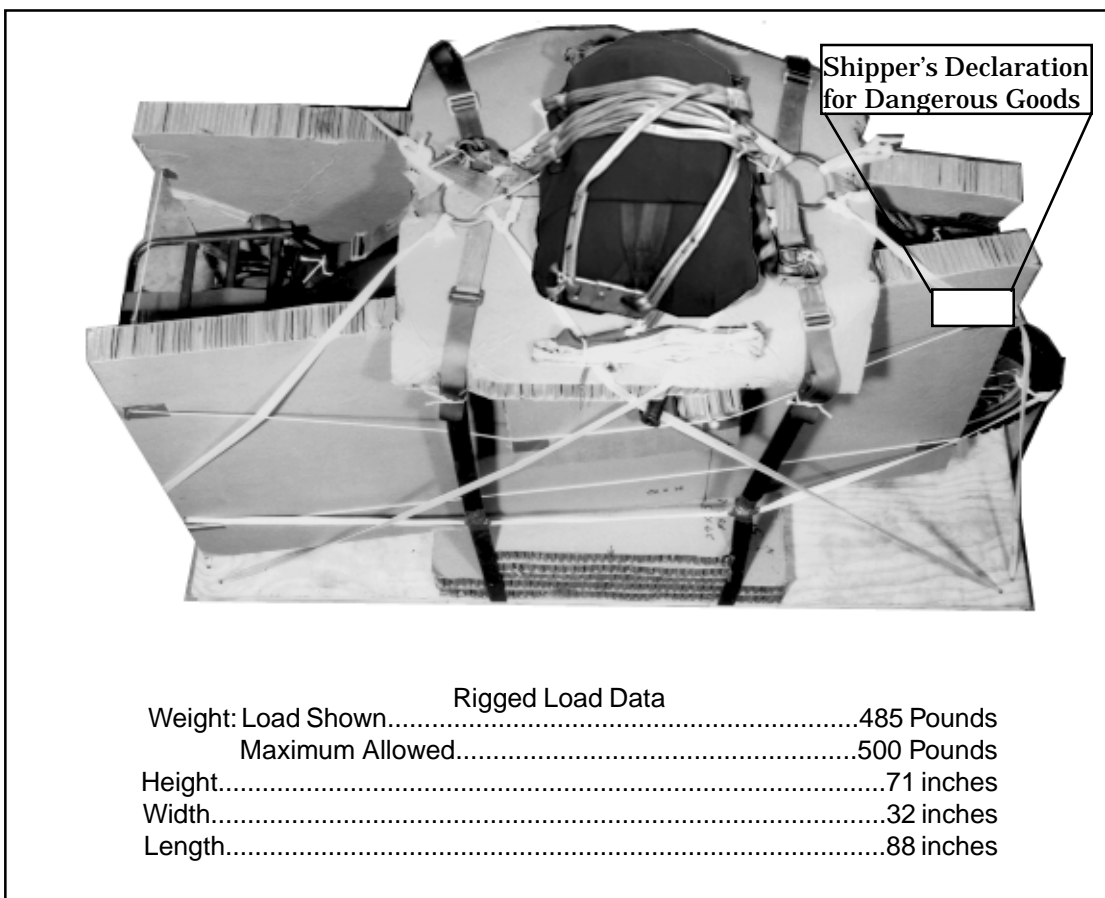 Shipper's Declaration
for Dangerous Goods
Rigged Load Data
Weight: Load Shown...............................................................485 Pounds
Maximum Allowed......................................................500 Pounds
Height..........................................................................................71 inches
Width...........................................................................................32 inches
Length.........................................................................................88 inches